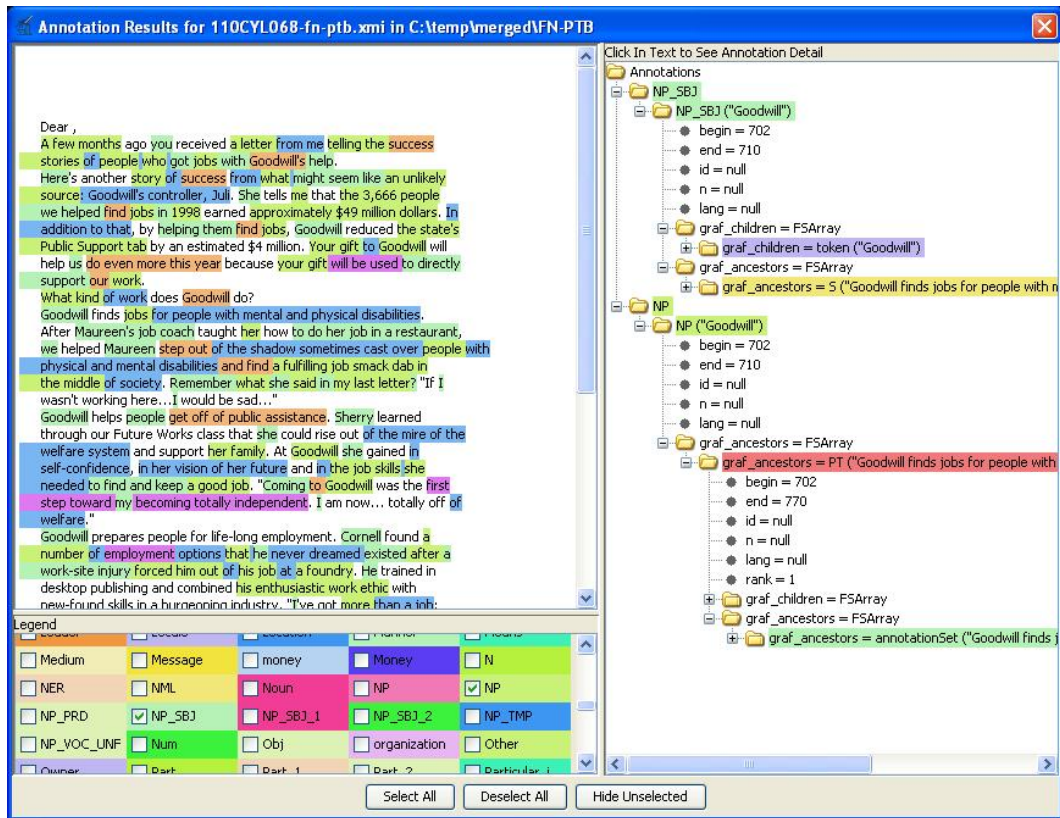 Annotation Results for 110CYL068-fn-ptb.xmi in C:\temp\merged\FN-PTB
Dear ,
A few months ago you received a letter from me telling the success
stories of people who got jobs with Goodwill's help.
Here's another story of success from what might seem like an unlikely
source: Goodwill's controller, Juli. She tells me that the 3,666 people
we helped find jobs in 1998 earned approximately $49 million dollars. In
addition to that, by helping them find jobs, Goodwill reduced the state's
Public Support tab by an estimated $4 million. Your gift to Goodwill will
help us do even more this year because your gift will be used to directly
support our work.
What kind of work does Goodwill do?
Goodwill finds jobs for people with mental and physical disabilities.
After Maureen's job coach taught her how to do her job in a restaurant,
we helped Maureen step out of the shadow sometimes cast over people with
physical and mental disabilities and find a fulfilling job smack dab in
the middle of society. Remember what she said in my last letter? "If I
wasn't working here...I would be sad..."
Goodwill helps people get off of public assistance. Sherry learned
through our Future Works class that she could rise out of the mire of the
welfare system and support her family. At Goodwill she gained in
self-confidence, in her vision of her future and in the job skills she
needed to find and keep a good job. "Coming to Goodwill was the first
step toward my becoming totally independent. I am now... totally off of
welfare."
Goodwill prepares people for life-long employment. Cornell found a
number of employment options that he never dreamed existed after a
work-site injury forced him out of his job at a foundry. He trained in
desktop publishing and combined his enthusiastic work ethic with
new-found skills in a burgeoning industry. "I've got more than a job;
Legend
Medium Message money Money N
NER NML Noun NP NP
NP_PRD NP_SBJ NP_SBJ_1 NP_SBJ_2 NP_TMP
NP_VOC_UNF Num Obj organization Other
Owner Part Part_1 Part_2 Particular_i
Click In Text to See Annotation Detail
Annotations
NP_SBJ
NP_SBJ ("Goodwill")
begin = 702
end = 710
id = null
n = null
lang = null
graf_children = FSArray
graf_children = token ("Goodwill")
graf_ancestors = FSArray
graf_ancestors = S ("Goodwill finds jobs for people with m
NP
NP ("Goodwill")
begin = 702
end = 710
id = null
n = null
lang = null
graf_ancestors = FSArray
graf_ancestors = PT ("Goodwill finds jobs for people with
begin = 702
end = 770
id = null
n = null
lang = null
rank = 1
graf_children = FSArray
graf_ancestors = FSArray
graf_ancestors = annotationSet ("Goodwill finds j
Select All Deselect All Hide Unselected